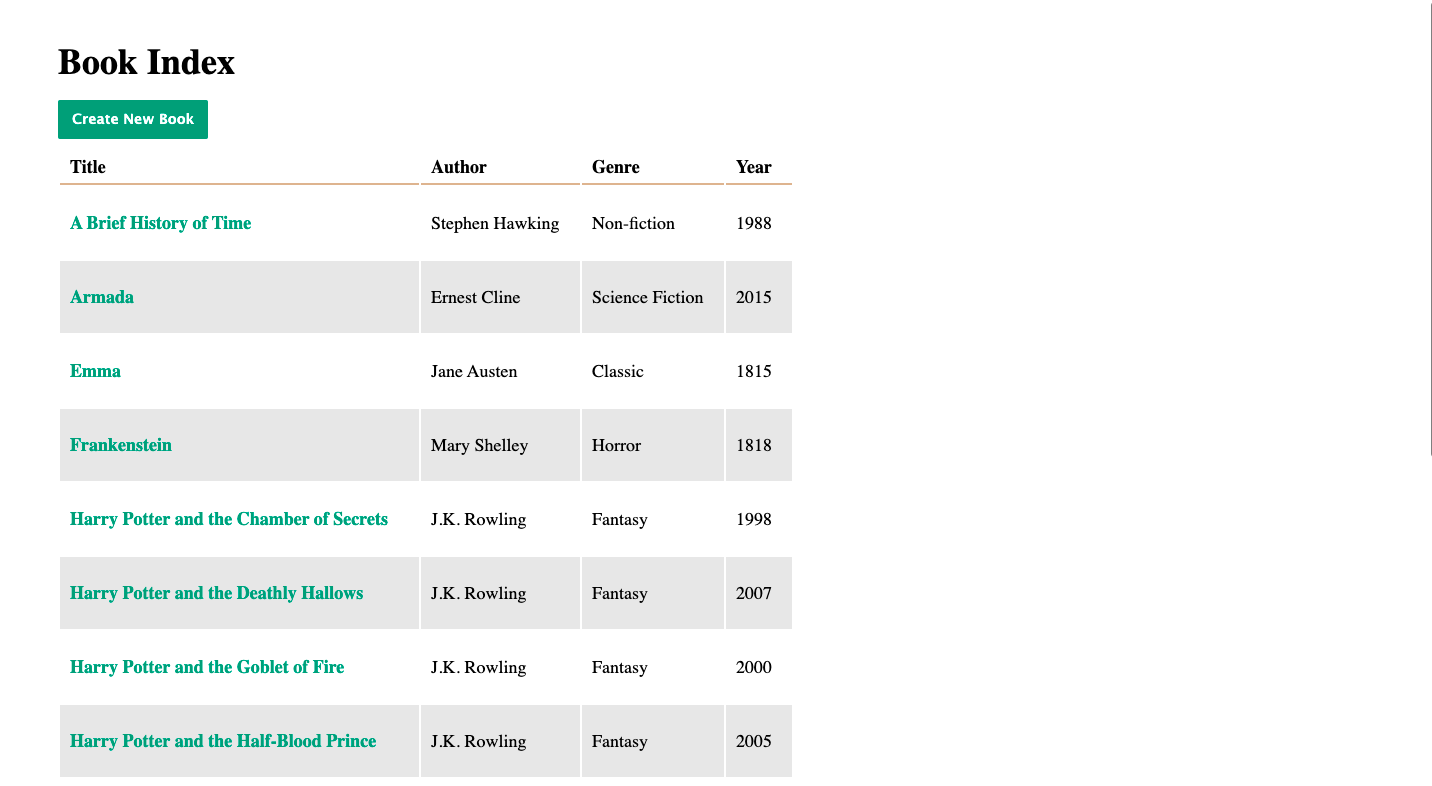 Book Index
Create New Book
Title Author Genre Year
A Brief History of Time Stephen Hawking Non-fiction 1988
Armada Ernest Cline Science Fiction 2015
Emma Jane Austen Classic 1815
Frankenstein Mary Shelley Horror 1818
Harry Potter and the Chamber of Secrets J.K. Rowling Fantasy 1998
Harry Potter and the Deathly Hallows J.K. Rowling Fantasy 2007
Harry Potter and the Goblet of Fire J.K. Rowling Fantasy 2000
Harry Potter and the Half-Blood Prince J.K. Rowling Fantasy 2005